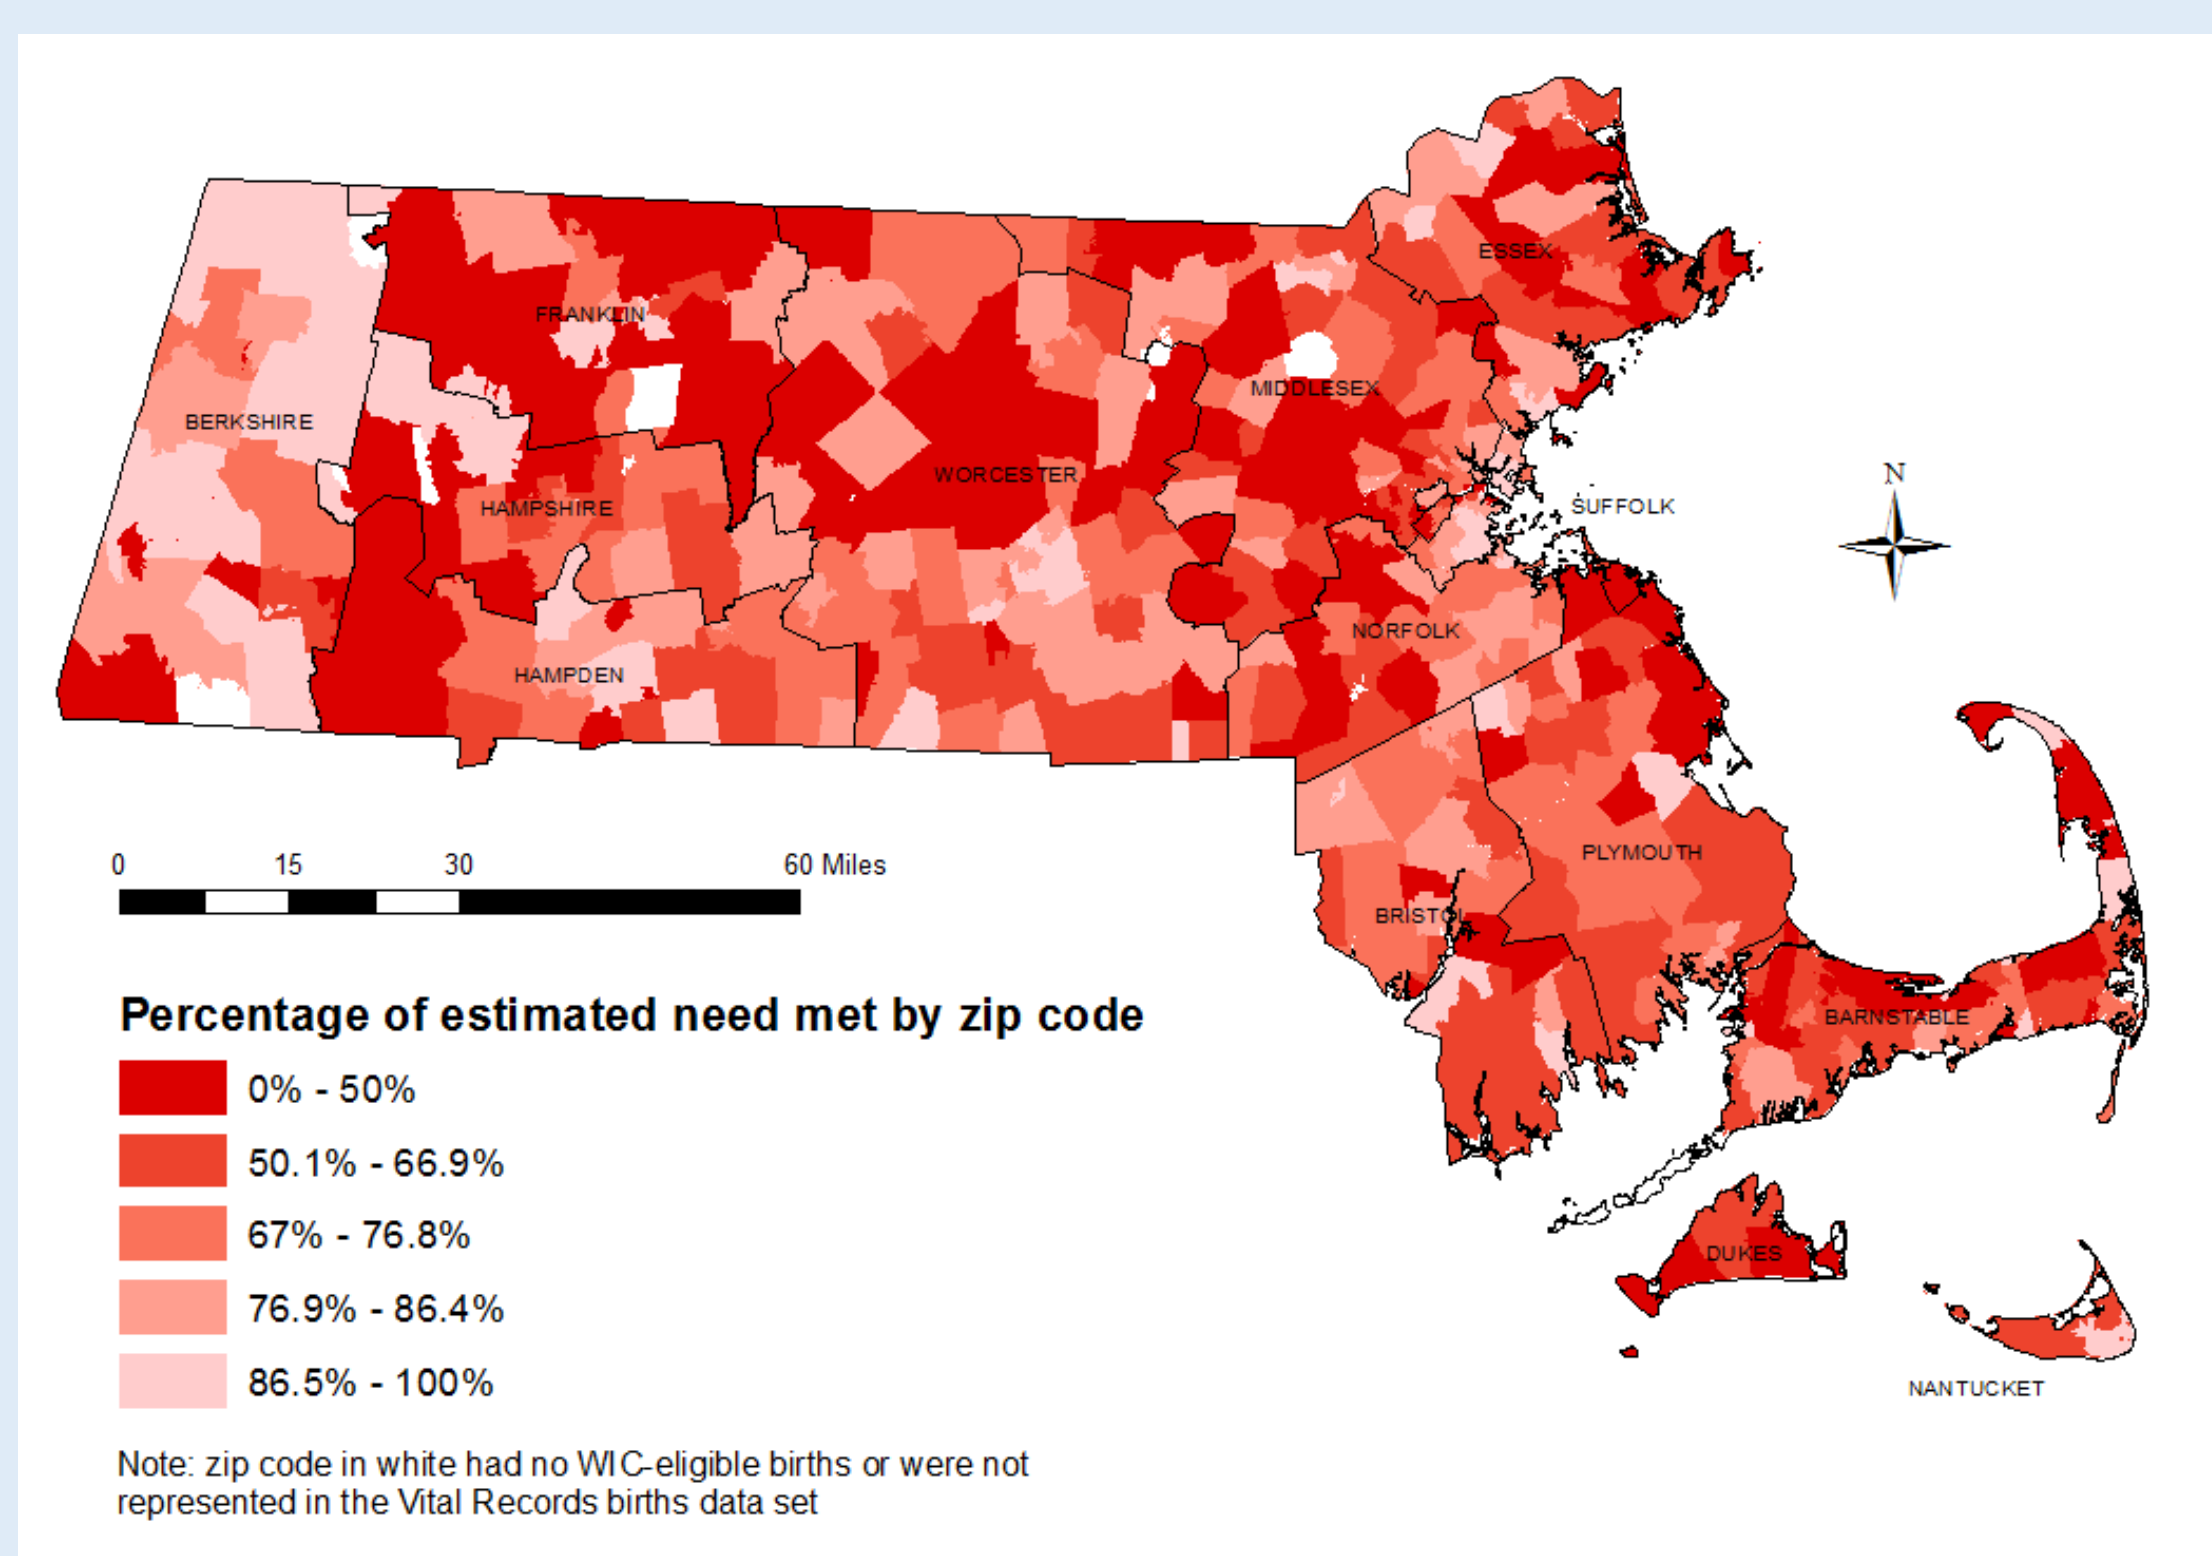 ESSEX
FRANKLIN
MIDDLESEX
BERKSHIRE
WORCESTER
N
HAMPSHIRE
SUFFOLK
NORFOLK
HAMPDEN
PLYMOUTH
BRISTOL
BARNSTABLE
DUKES
NANTUCKET
0 15 30 60 Miles
Percentage of estimated need met by zip code
0% - 50%
50.1% - 66.9%
67% - 76.8%
76.9% - 86.4%
86.5% - 100%
Note: zip code in white had no WIC-eligible births or were not
represented in the Vital Records births data set